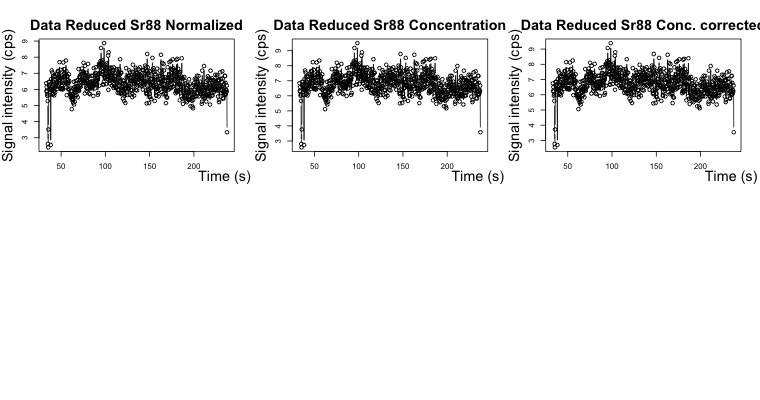 Data Reduced Sr88 Normalized
Signal intensity (cps)
3 4 5 6 7 8 9
50 100 150 200
Time (s)
Data Reduced Sr88 Concentration
Signal intensity (cps)
3 4 5 6 7 8 9
50 100 150 200
Time (s)
Data Reduced Sr88 Conc. corrected
Signal intensity (cps)
3 4 5 6 7 8 9
50 100 150 200
Time (s)